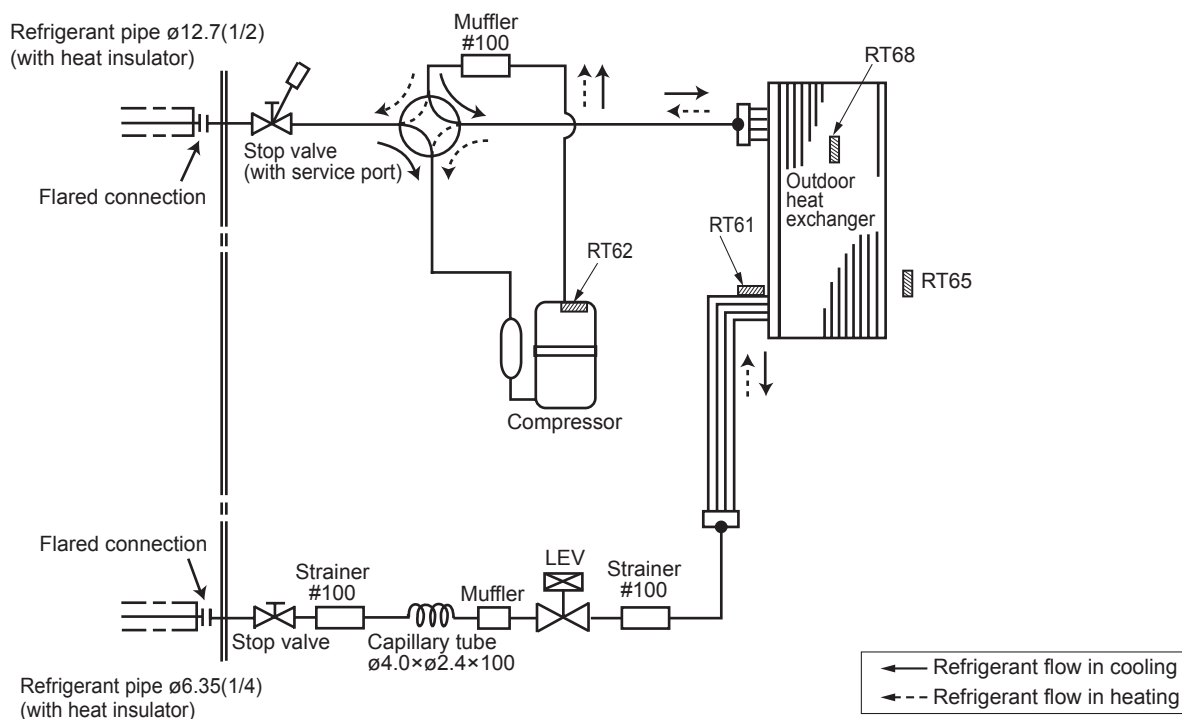 Refrigerant pipe ø12.7(1/2)
(with heat insulator)
Muffler
#100
RT68
Stop valve
(with service port)
Flared connection
Outdoor
heat
exchanger
RT61
RT62
RT65
Compressor
Flared connection
Strainer
#100
LEV
Muffler
Strainer
#100
Stop valve
Capillary tube
ø4.0×ø2.4×100
Refrigerant pipe ø6.35(1/4)
(with heat insulator)
Refrigerant flow in cooling
Refrigerant flow in heating